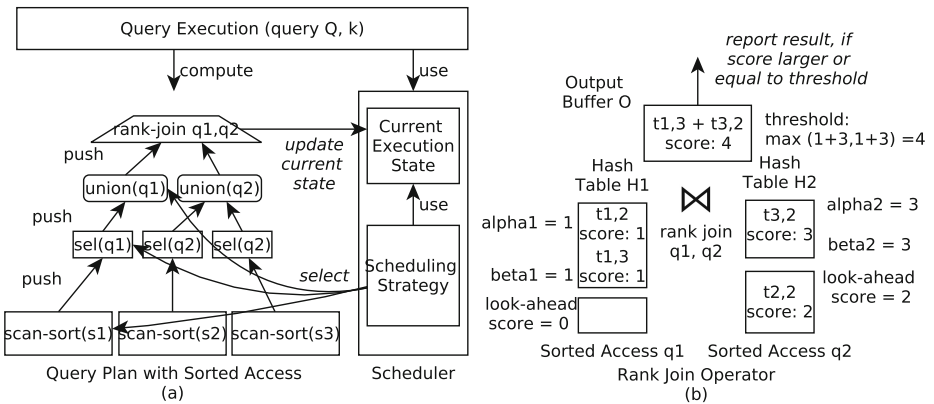 Query Execution (query Q, k)
compute
use
rank-join q1,q2
push
update
current
state
Current
Execution
State
union(q1)
union(q2)
push
use
sel(q1)
sel(q2)
sel(q2)
push
select
Scheduling
Strategy
scan-sort(s1)
scan-sort(s2)
scan-sort(s3)
Query Plan with Sorted Access
Scheduler
(a)
report result, if
score larger or
equal to threshold
Output
Buffer O
t1,3 + t3,2
score: 4
threshold:
max (1+3,1+3) =4
Hash
Table H1
Hash
Table H2
alpha1 = 1
t1,2
score: 1
t1,3
score: 1
beta1 = 1
rank join
q1, q2
t3,2
score: 3
alpha2 = 3
beta2 = 3
look-ahead
score = 0
t2,2
score: 2
look-ahead
score = 2
Sorted Access q1
Sorted Access q2
Rank Join Operator
(b)